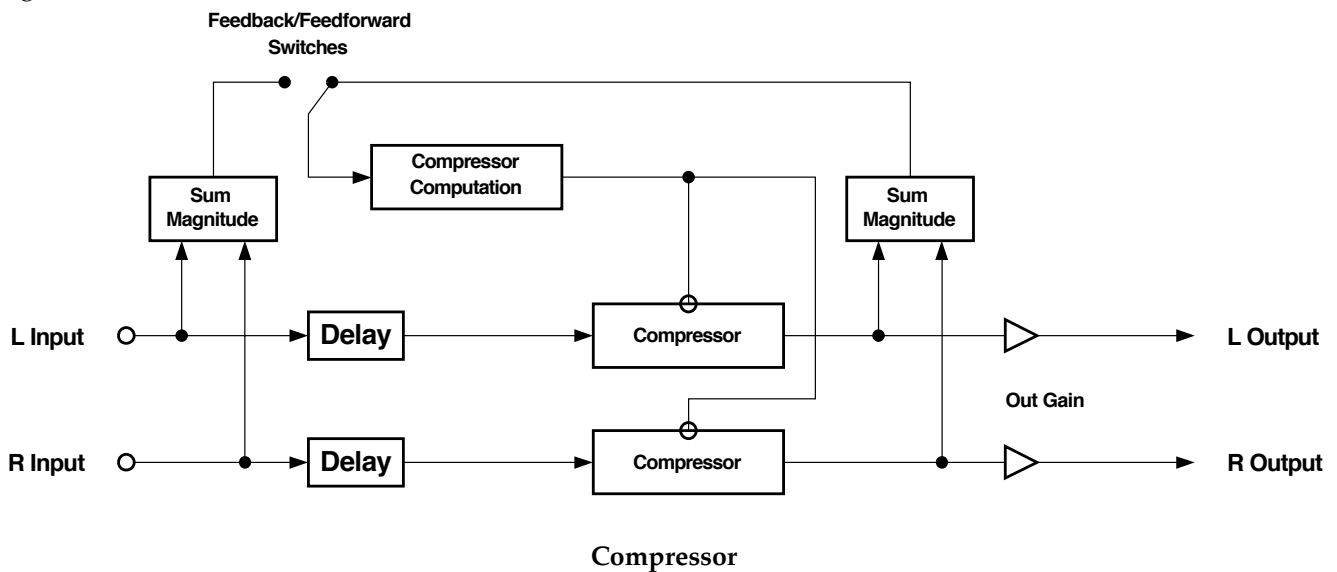 Feedback/Feedforward
Switches
Compressor
Computation
Sum
Magnitude
Sum
Magnitude
L Input
Delay
Compressor
L Output
Out Gain
R Input
Delay
Compressor
R Output
Compressor